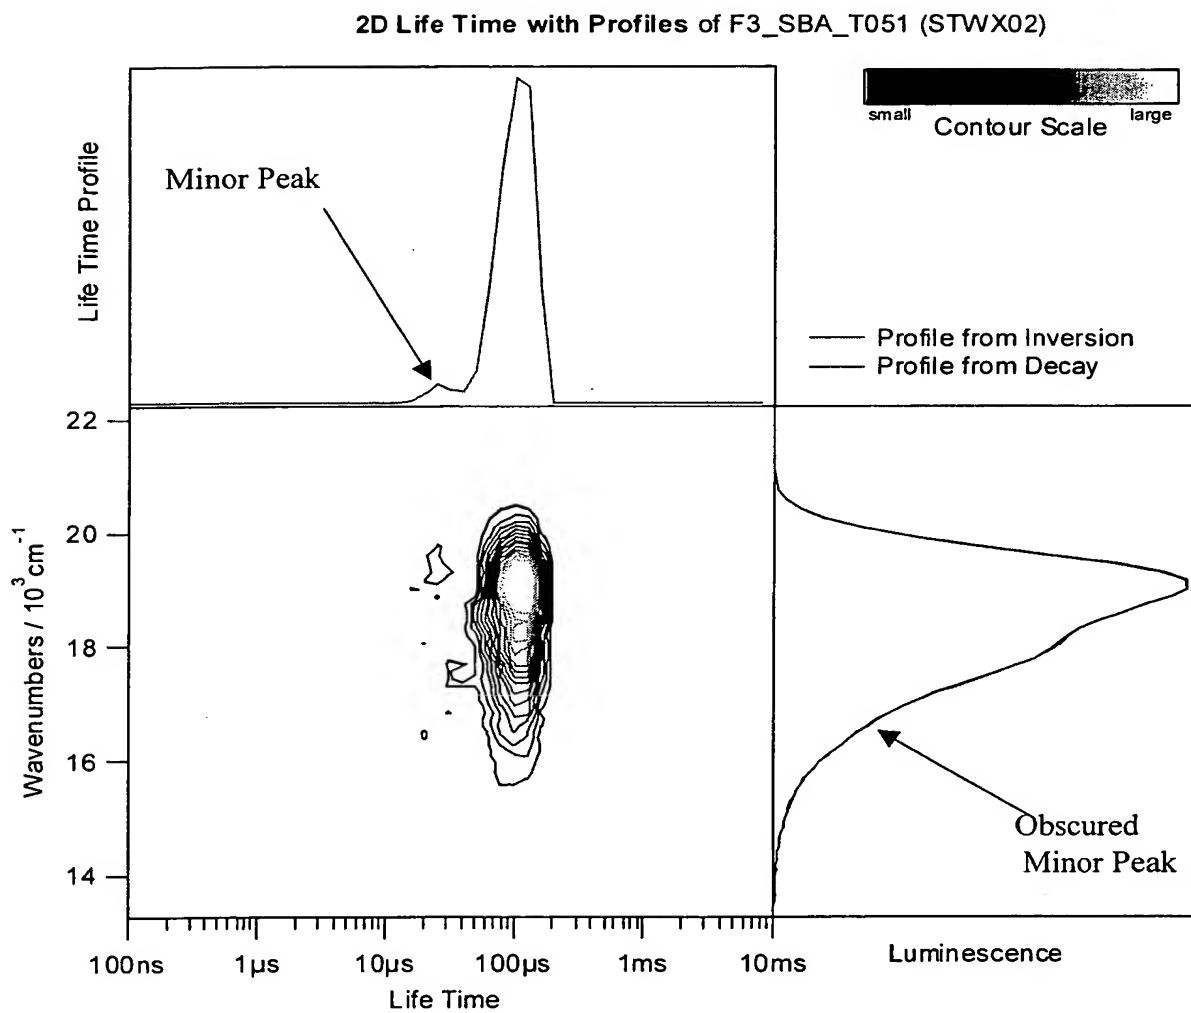 2D Life Time with Profiles of F3_SBA_T051 (STWX02)
small
large
Contour Scale
Life Time Profile
Minor Peak
Profile from Inversion
Profile from Decay
Wavenumbers / 10³ cm⁻¹
22
20
18
16
14
Obscured
Minor Peak
100ns
1µs
10µs
100µs
1ms
10ms
Life Time
Luminescence